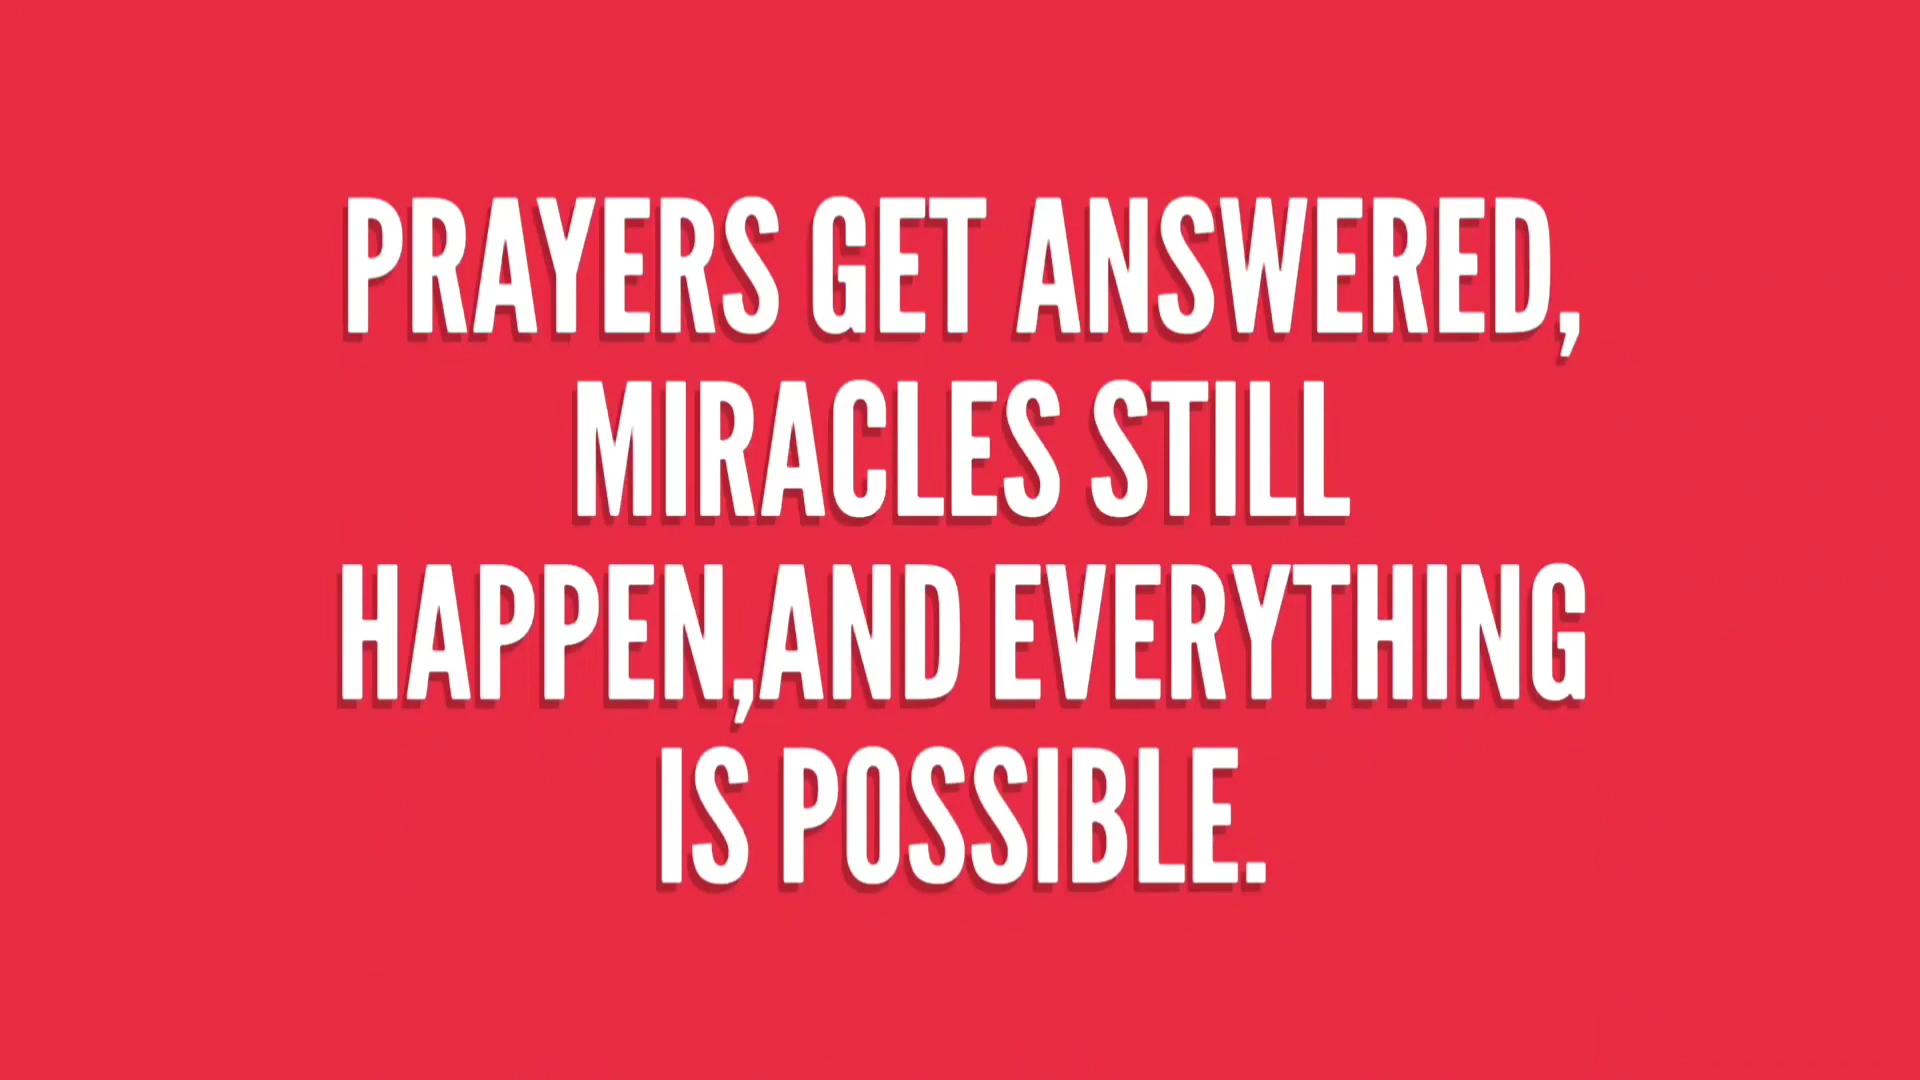 PRAYERS GET ANSWERED,
MIRACLES STILL
HAPPEN,AND EVERYTHING
IS POSSIBLE.